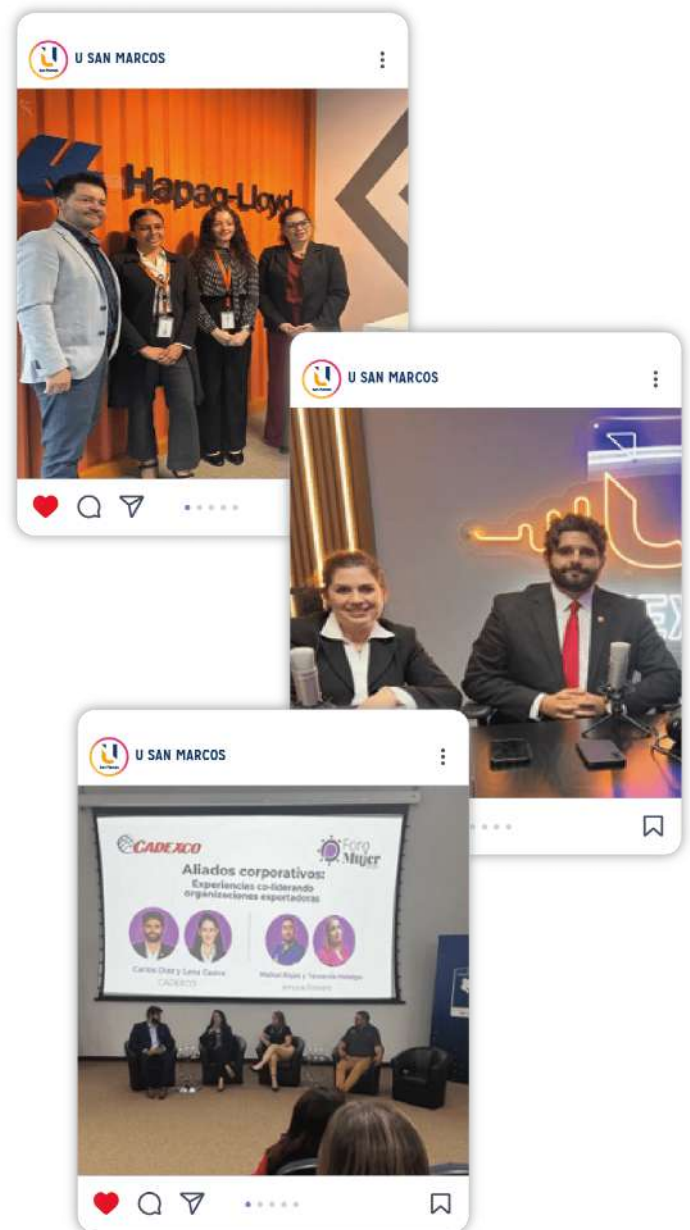 U SAN MARCOS
Hapag-Lloyd
U SAN MARCOS
U SAN MARCOS
CADEXCO
Foro
Mujer
Aliados corporativos:
Experiencias co-liderando
organizaciones exportadoras
CADEXCO